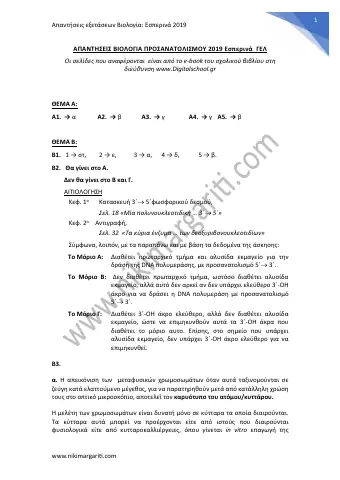 Απαντήσεις εξετάσεων Βιολογία: Εσπερινά 2019
1
ΑΠΑΝΤΗΣΕΙΣ ΒΙΟΛΟΓΙΑ ΠΡΟΣΑΝΑΤΟΛΙΣΜΟΥ 2019 Εσπερινά ΓΕΛ
Οι σελίδες που αναφέρονται είναι από το e-book του σχολικού βιβλίου στη
διεύθυνση www.Digitalschool.gr
ΘΕΜΑ Α:
Α1. → α Α2. → β Α3. → γ Α4. → γ Α5. → β
ΘΕΜΑ Β:
Β1. 1 → στ, 2 → ε, 3 → α, 4 → δ, 5 → β.
Β2. Θα γίνει στο Α.
Δεν θα γίνει στο Β και Γ.
ΑΙΤΙΟΛΟΓΗΣΗ
Κεφ. 1ο Κατασκευή 3΄→ 5΄φωσφορικού δεσμού,
Σελ. 18 «Μία πολυνουκλεοτιδική … 3΄→ 5΄»
Κεφ. 2ο Αντιγραφή,
Σελ. 32 «Τα κύρια ένζυμα … των δεοξυριβονουκλεοτιδίων»
Σύμφωνα, λοιπόν, με τα παραπάνω και με βάση τα δεδομένα της άσκησης:
Το Μόριο Α: Διαθέτει πρωταρχικό τμήμα και αλυσίδα εκμαγείο για την
δράση της DNA πολυμεράσης, με προσανατολισμό 5΄→ 3΄.
Το Μόριο Β: Δεν διαθέτει πρωταρχικό τμήμα, ωστόσο διαθέτει αλυσίδα
εκμαγείο, αλλά αυτό δεν αρκεί αν δεν υπάρχει ελεύθερο 3΄-ΟΗ
άκρο για να δράσει η DNA πολυμεράση με προσανατολισμό
5΄→ 3΄.
Το Μόριο Γ: Διαθέτει 3΄-ΟΗ άκρο ελεύθερο, αλλά δεν διαθέτει αλυσίδα
εκμαγείο, ώστε να επιμηκυνθούν αυτά τα 3΄-ΟΗ άκρα που
διαθέτει το μόριο αυτο. Επίσης, στο σημείο που υπάρχει
αλυσίδα εκμαγείο, δεν υπάρχει 3΄-ΟΗ άκρο ελεύθερο για να
επιμηκυνθεί.
Β3.
α. Η απεικόνιση των μεταφυσικών χρωμοσωμάτων όταν αυτά ταξινομούνται σε
ζεύγη κατά ελαττούμενο μέγεθος, για να παρατηρηθούν μετά από κατάλληλη χρώση
τους στο οπτικό μικροσκόπιο, αποτελεί τον καρυότυπο του ατόμου/κυττάρου.
Η μελέτη των χρωμοσωμάτων είναι δυνατή μόνο σε κύτταρα τα οποία διαιρούνται.
Τα κύτταρα αυτά μπορεί να προέρχονται είτε από ιστούς που διαιρούνται
φυσιολογικά είτε από κυτταροκαλλιέργειες, όπου γίνεται in vitro επαγωγή της
www.nikimargariti.com
www.nikimargariti.com